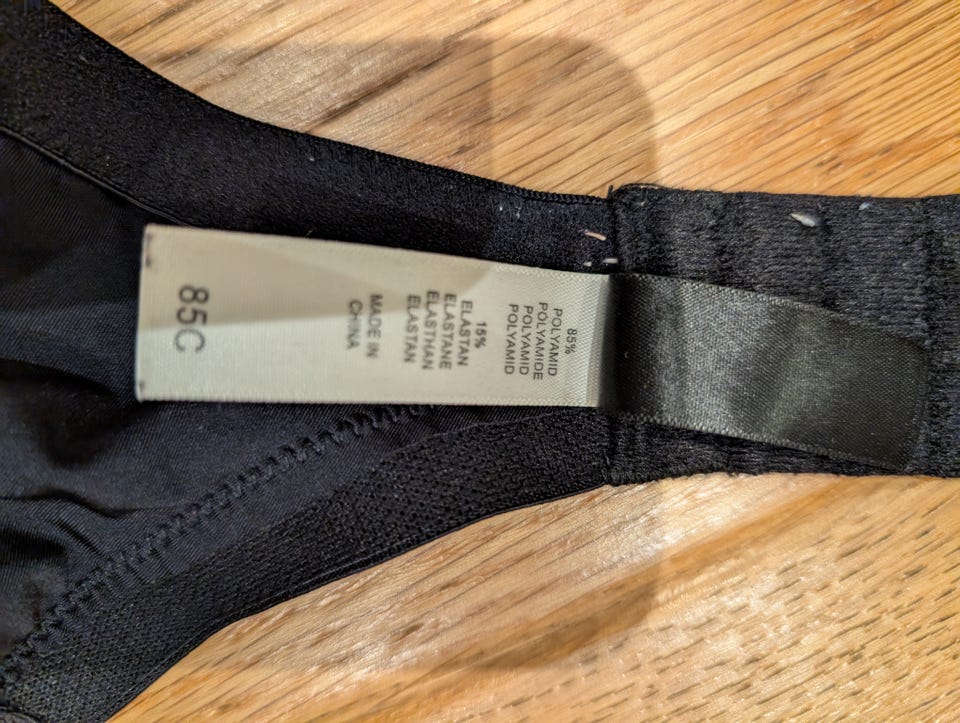 85%
POLYAMID
POLYAMIDE
POLYAMID
POLYAMID
15%
ELASTAN
ELASTANE
ELASTHAN
ELASTAN
MADE IN
CHINA
85C